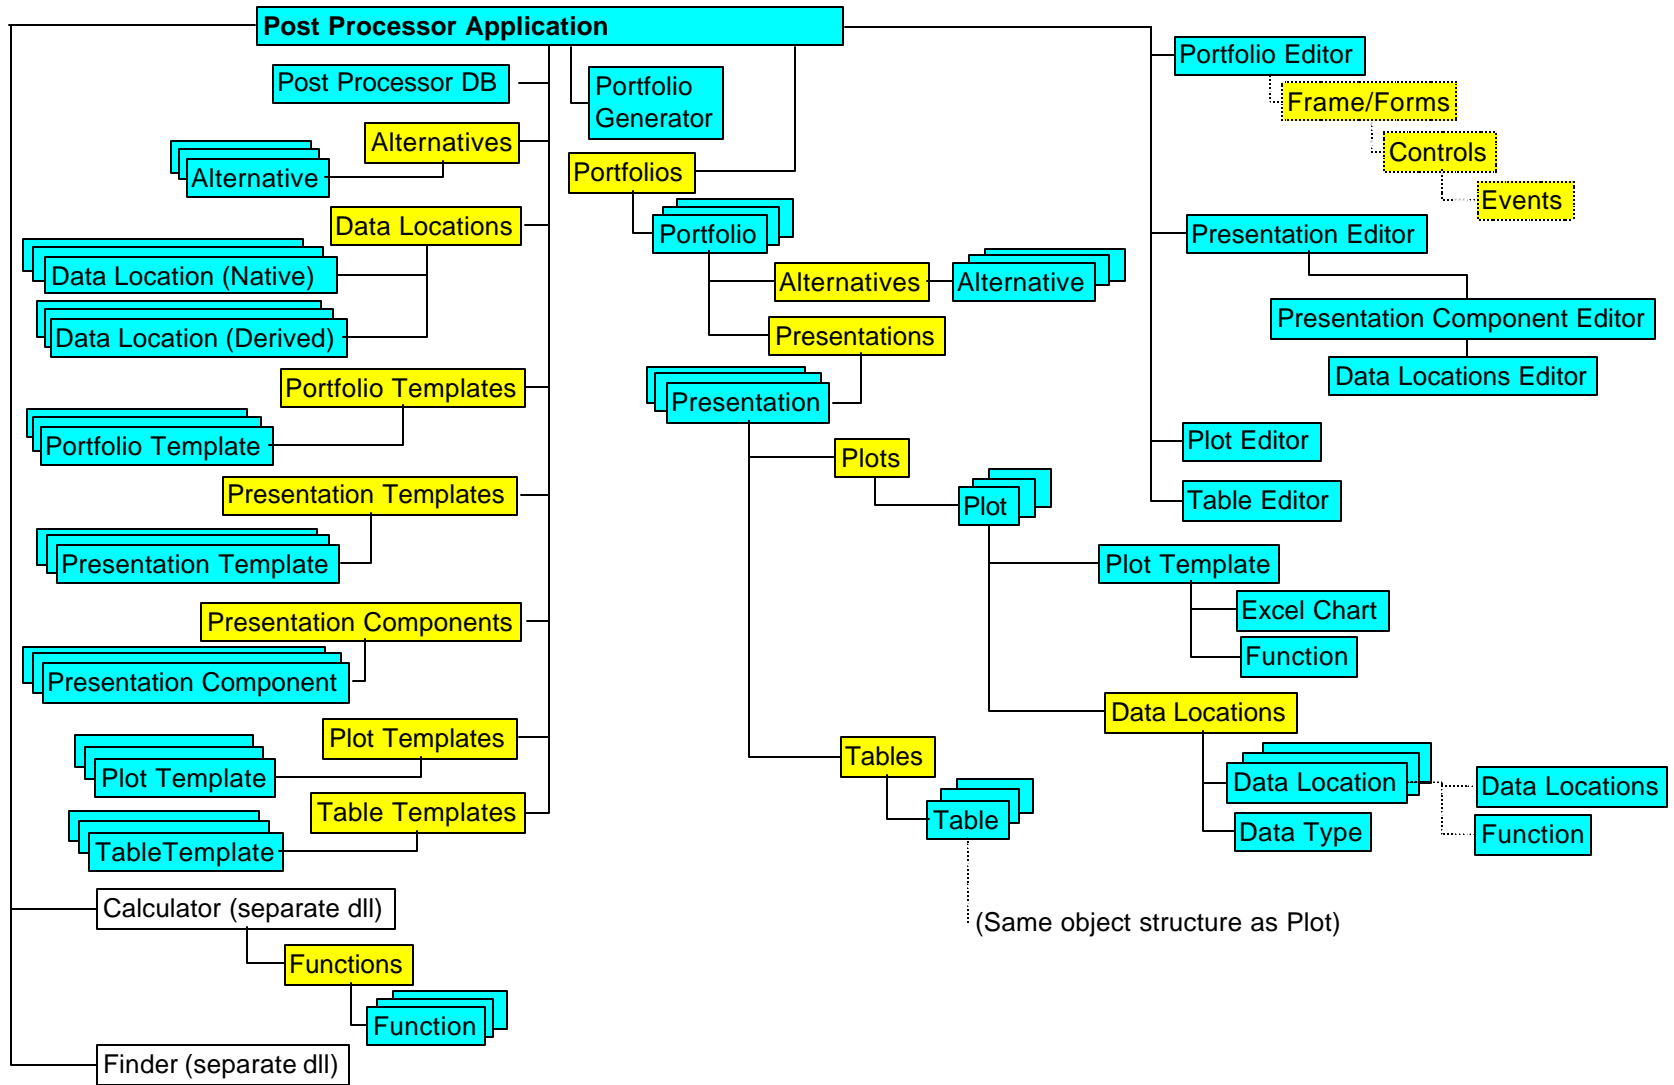 Post Processor Application
Post Processor DB
Alternatives
Alternative
Data Locations
Data Location (Native)
Data Location (Derived)
Portfolio Templates
Portfolio Template
Presentation Templates
Presentation Template
Presentation Components
Presentation Component
Plot Templates
Plot Template
Table Templates
TableTemplate
Calculator (separate dll)
Functions
Function
Finder (separate dll)
Portfolio
Generator
Portfolios
Portfolio
Alternatives
Alternative
Presentations
Presentation
Plots
Plot
Plot Template
Excel Chart
Function
Data Locations
Data Location
Data Locations
Function
Data Type
Tables
Table
(Same object structure as Plot)
Portfolio Editor
Frame/Forms
Controls
Events
Presentation Editor
Presentation Component Editor
Data Locations Editor
Plot Editor
Table Editor